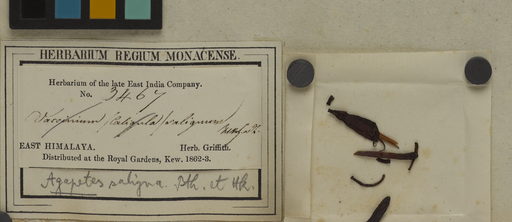 HERBARIUM REGIUM MONACENSE.
Herbarium of the late East India Company.
No. 3467
Vaccinium (Caligula) salignum
EAST HIMALAYA. Herb. Griffith.
Distributed at the Royal Gardens, Kew. 1862-3.
Agapetes saligna. Bth. et Hk.